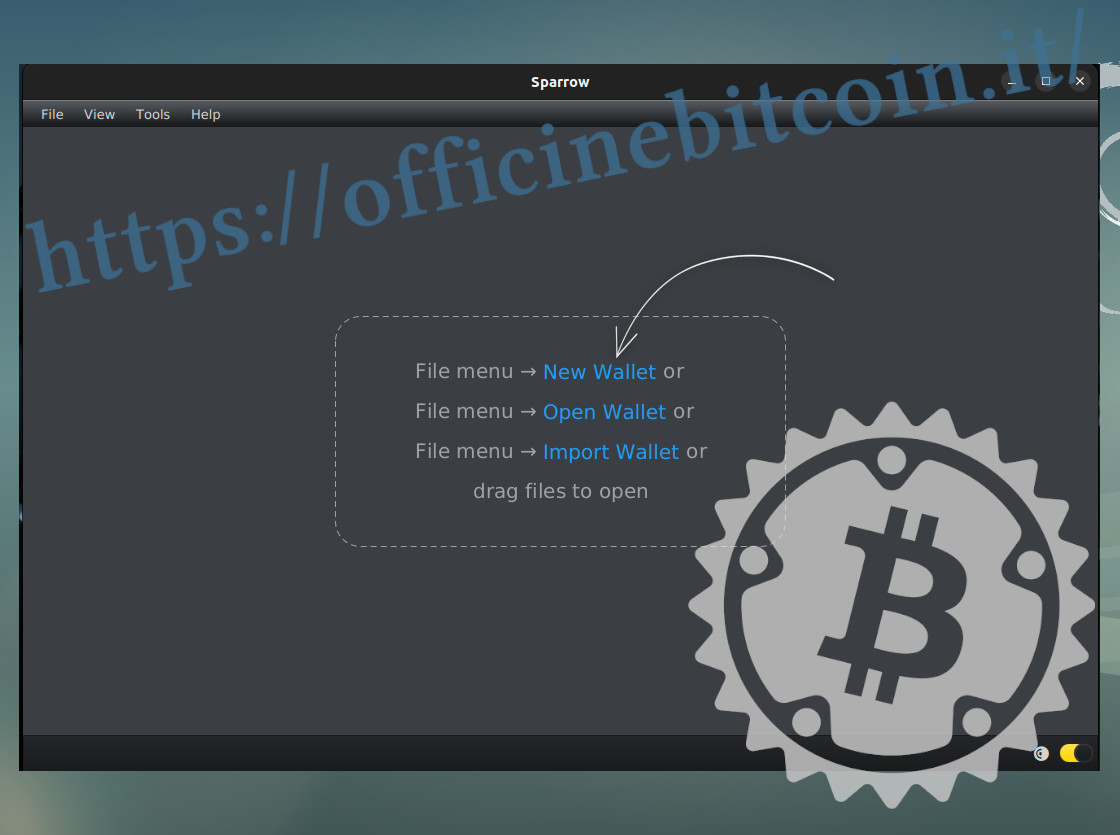 Sparrow
File View Tools Help
https://officinebitcoin.it/
File menu → New Wallet or
File menu → Open Wallet or
File menu → Import Wallet or
drag files to open